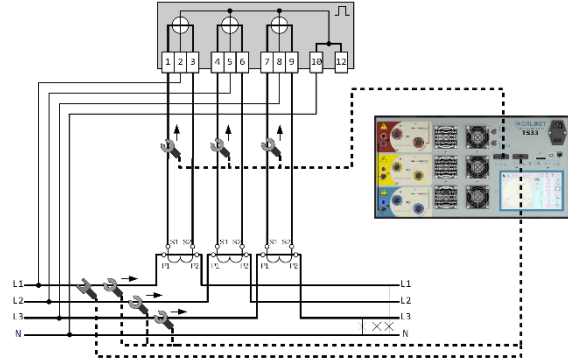 1 2 3 4 5 6 7 8 9 10 12
CALMET
TS33
S1 S2 S1 S2 S1 S2
P1 P2 P1 P2 P1 P2
L1 L1
L2 L2
L3 L3
N N